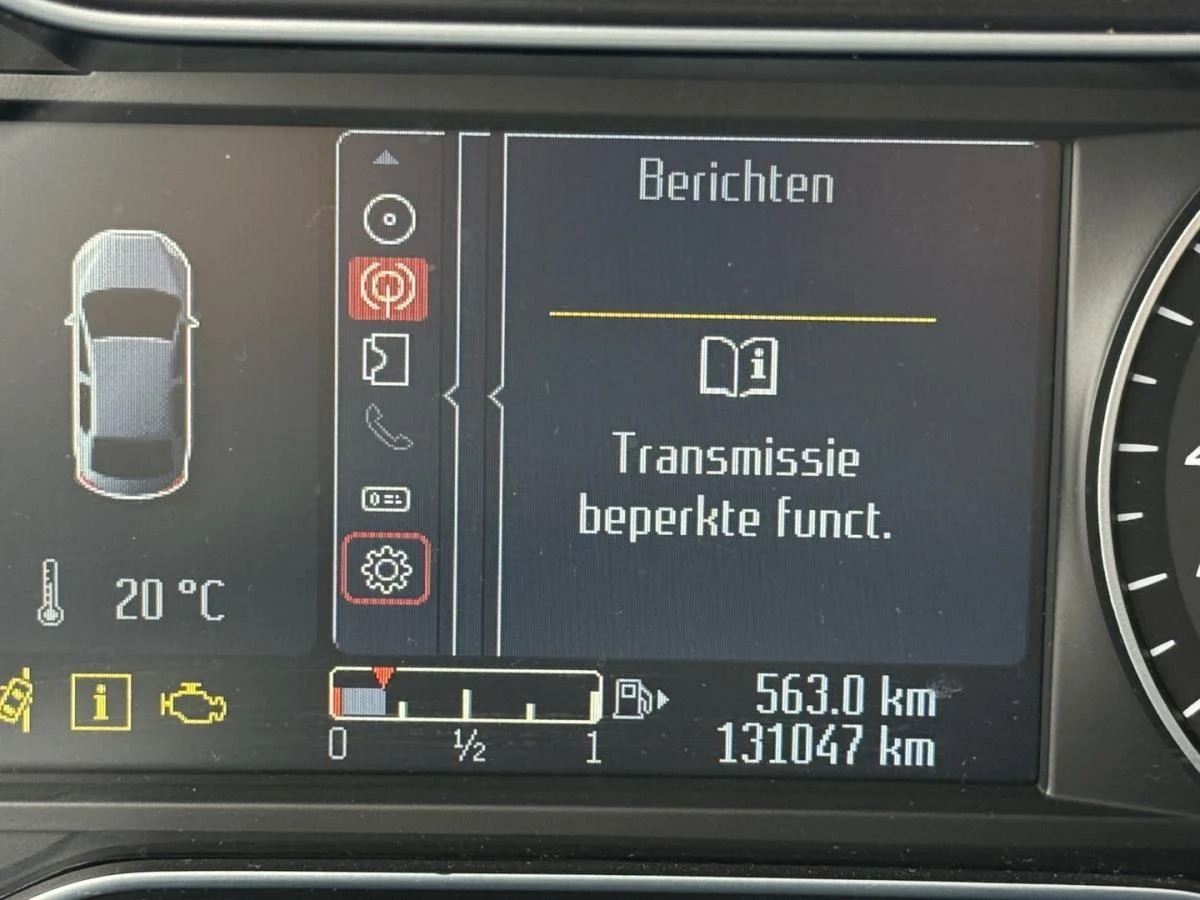 Berichten
Transmissie
beperkte funct.
20 °C
0 ½ 1
563.0 km
131047 km